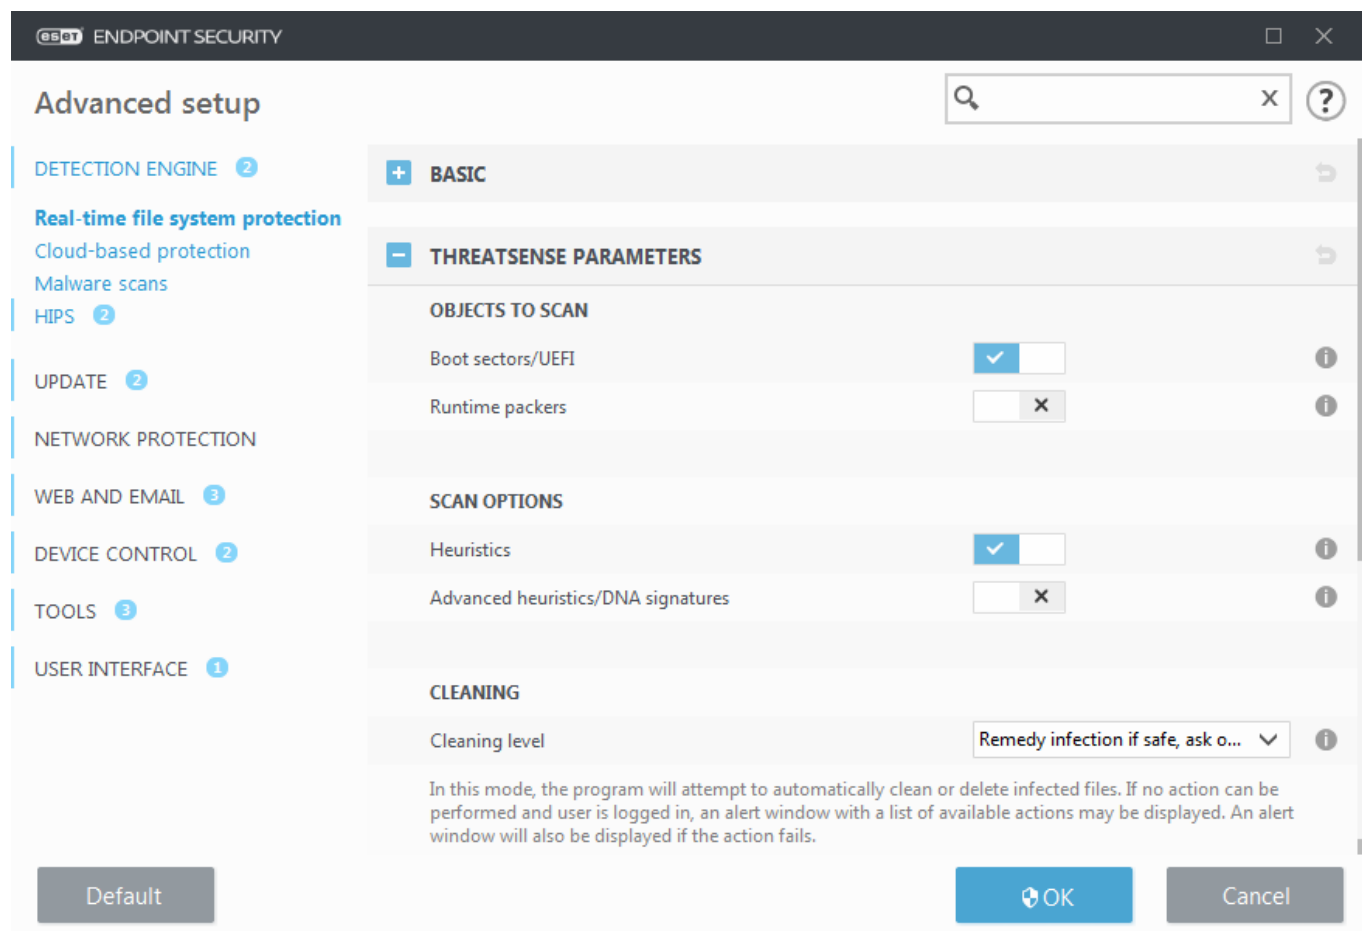 eset ENDPOINT SECURITY
Advanced setup
DETECTION ENGINE 2
Real-time file system protection
Cloud-based protection
Malware scans
HIPS 2
UPDATE 2
NETWORK PROTECTION
WEB AND EMAIL 3
DEVICE CONTROL 2
TOOLS 3
USER INTERFACE 1
BASIC
THREATSENSE PARAMETERS
OBJECTS TO SCAN
Boot sectors/UEFI
Runtime packers
SCAN OPTIONS
Heuristics
Advanced heuristics/DNA signatures
CLEANING
Cleaning level
Remedy infection if safe, ask o...
In this mode, the program will attempt to automatically clean or delete infected files. If no action can be
performed and user is logged in, an alert window with a list of available actions may be displayed. An alert
window will also be displayed if the action fails.
Default
OK
Cancel